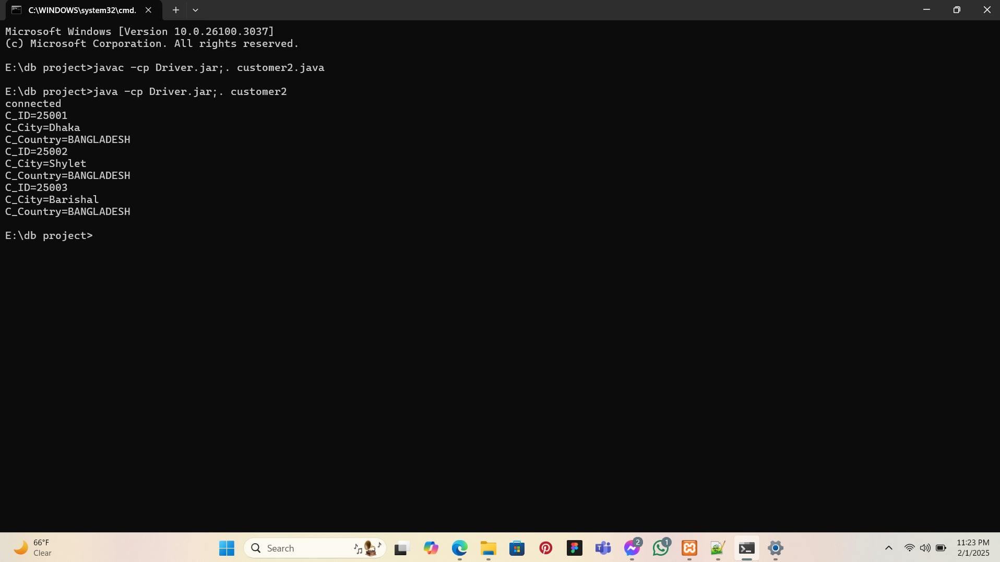 C:\WINDOWS\system32\cmd.
Microsoft Windows [Version 10.0.26100.3037]
(c) Microsoft Corporation. All rights reserved.
E:\db project>javac -cp Driver.jar;. customer2.java
E:\db project>java -cp Driver.jar;. customer2
connected
C_ID=25001
C_City=Dhaka
C_Country=BANGLADESH
C_ID=25002
C_City=Shylet
C_Country=BANGLADESH
C_ID=25003
C_City=Barishal
C_Country=BANGLADESH
E:\db project>
66°F
Clear
Search
2
1
11:23 PM
2/1/2025